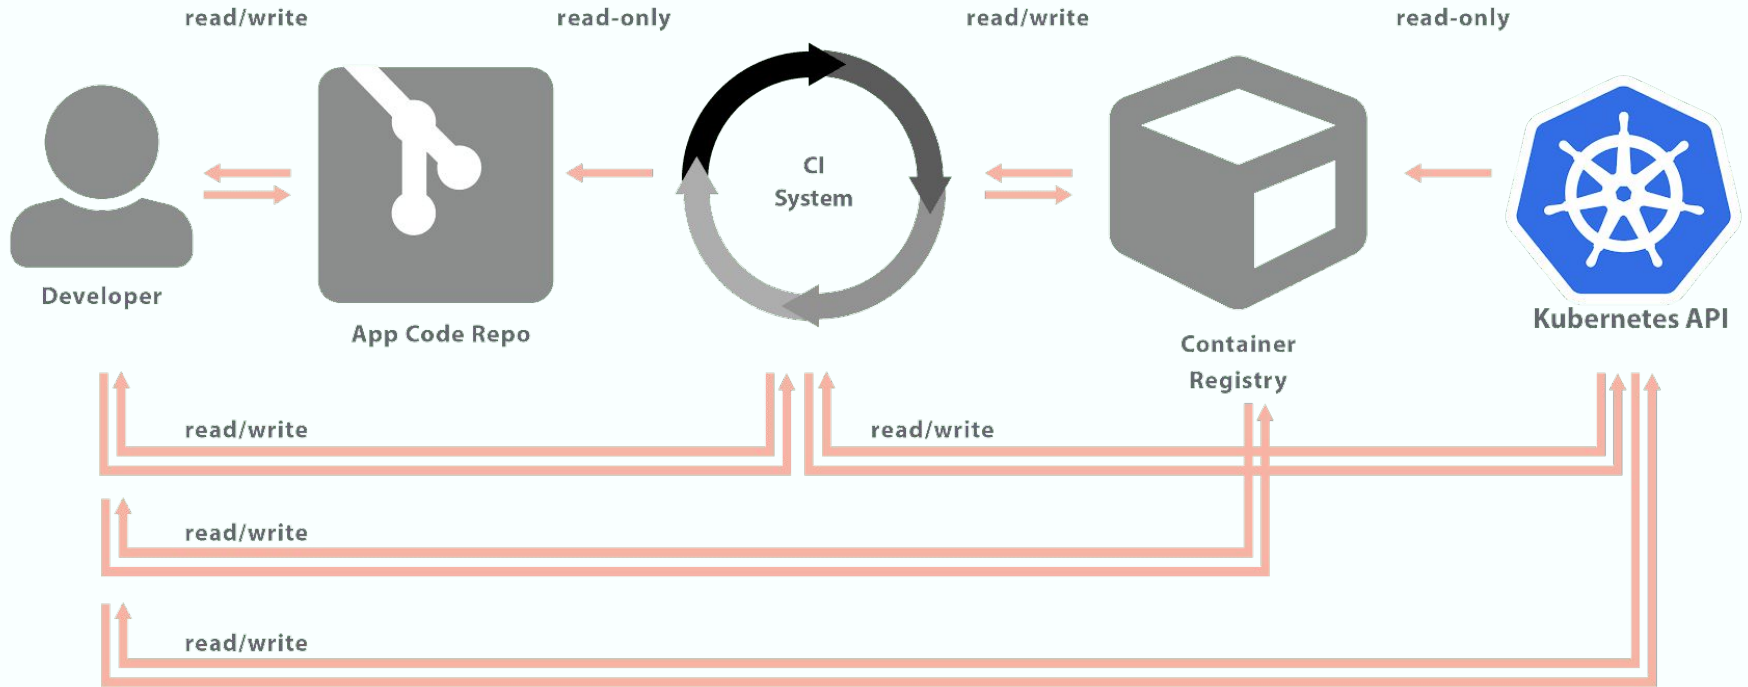 read/write
read-only
read/write
read-only
CI
System
Developer
App Code Repo
Container
Registry
Kubernetes API
read/write
read/write
read/write
read/write